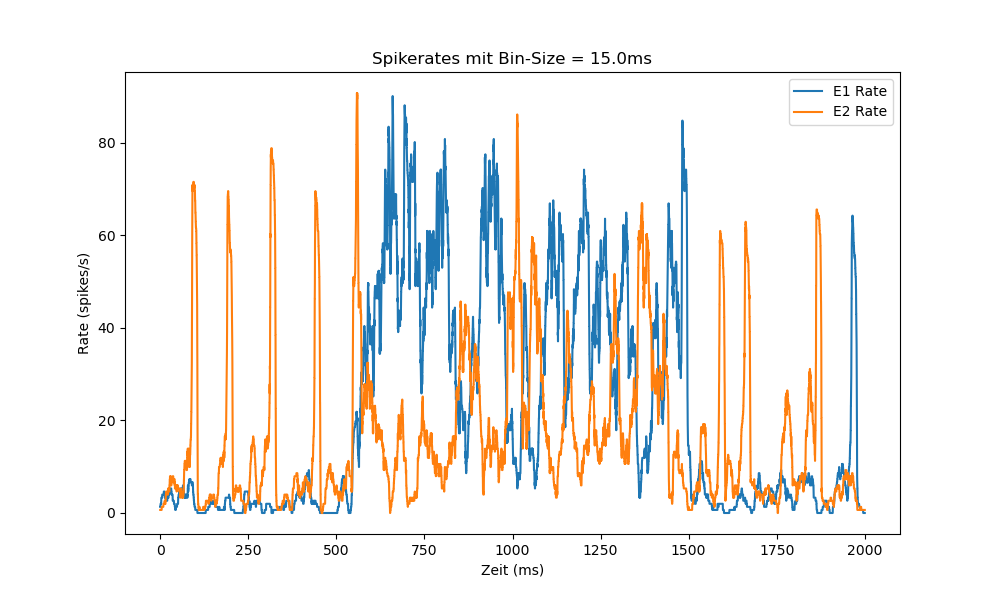 Spikerates mit Bin-Size = 15.0ms
E1 Rate
E2 Rate
80
60
40
20
0
Rate (spikes/s)
0 250 500 750 1000 1250 1500 1750 2000
Zeit (ms)